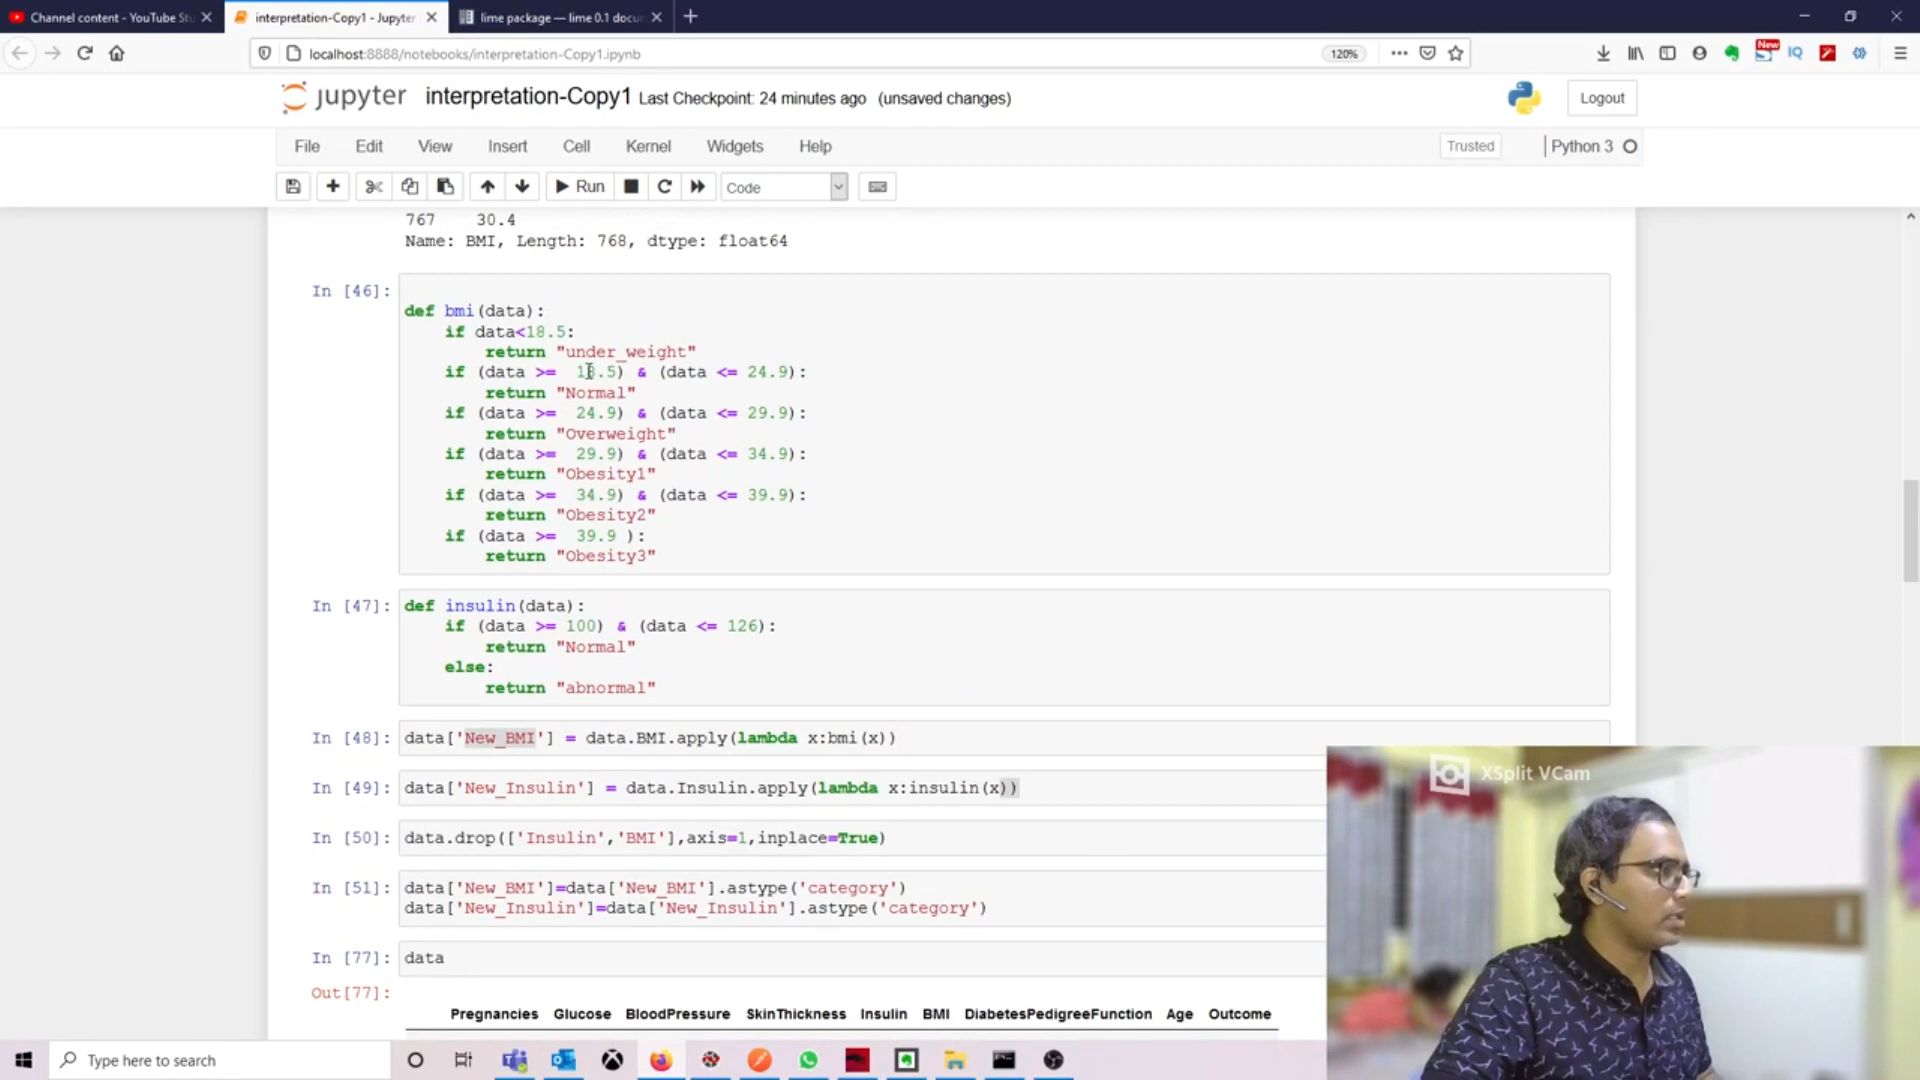 Channel content - YouTube St
interpretation-Copy1 - Jupyter
lime package — lime 0.1 docu
localhost:8888/notebooks/interpretation-Copy1.ipynb
120%
New
IQ
jupyter interpretation-Copy1 Last Checkpoint: 24 minutes ago (unsaved changes)
Logout
File Edit View Insert Cell Kernel Widgets Help
Trusted
Python 3
Run
Code
767 30.4
Name: BMI, Length: 768, dtype: float64
In [46]:
def bmi(data):
if data<18.5:
return "under_weight"
if (data >= 18.5) & (data <= 24.9):
return "Normal"
if (data >= 24.9) & (data <= 29.9):
return "Overweight"
if (data >= 29.9) & (data <= 34.9):
return "Obesity1"
if (data >= 34.9) & (data <= 39.9):
return "Obesity2"
if (data >= 39.9 ):
return "Obesity3"
In [47]: def insulin(data):
if (data >= 100) & (data <= 126):
return "Normal"
else:
return "abnormal"
In [48]: data['New_BMI'] = data.BMI.apply(lambda x:bmi(x))
In [49]: data['New_Insulin'] = data.Insulin.apply(lambda x:insulin(x))
In [50]: data.drop(['Insulin','BMI'],axis=1,inplace=True)
In [51]: data['New_BMI']=data['New_BMI'].astype('category')
data['New_Insulin']=data['New_Insulin'].astype('category')
In [77]: data
Out[77]:
Pregnancies Glucose BloodPressure SkinThickness Insulin BMI DiabetesPedigreeFunction Age Outcome
XSplit VCam
Type here to search